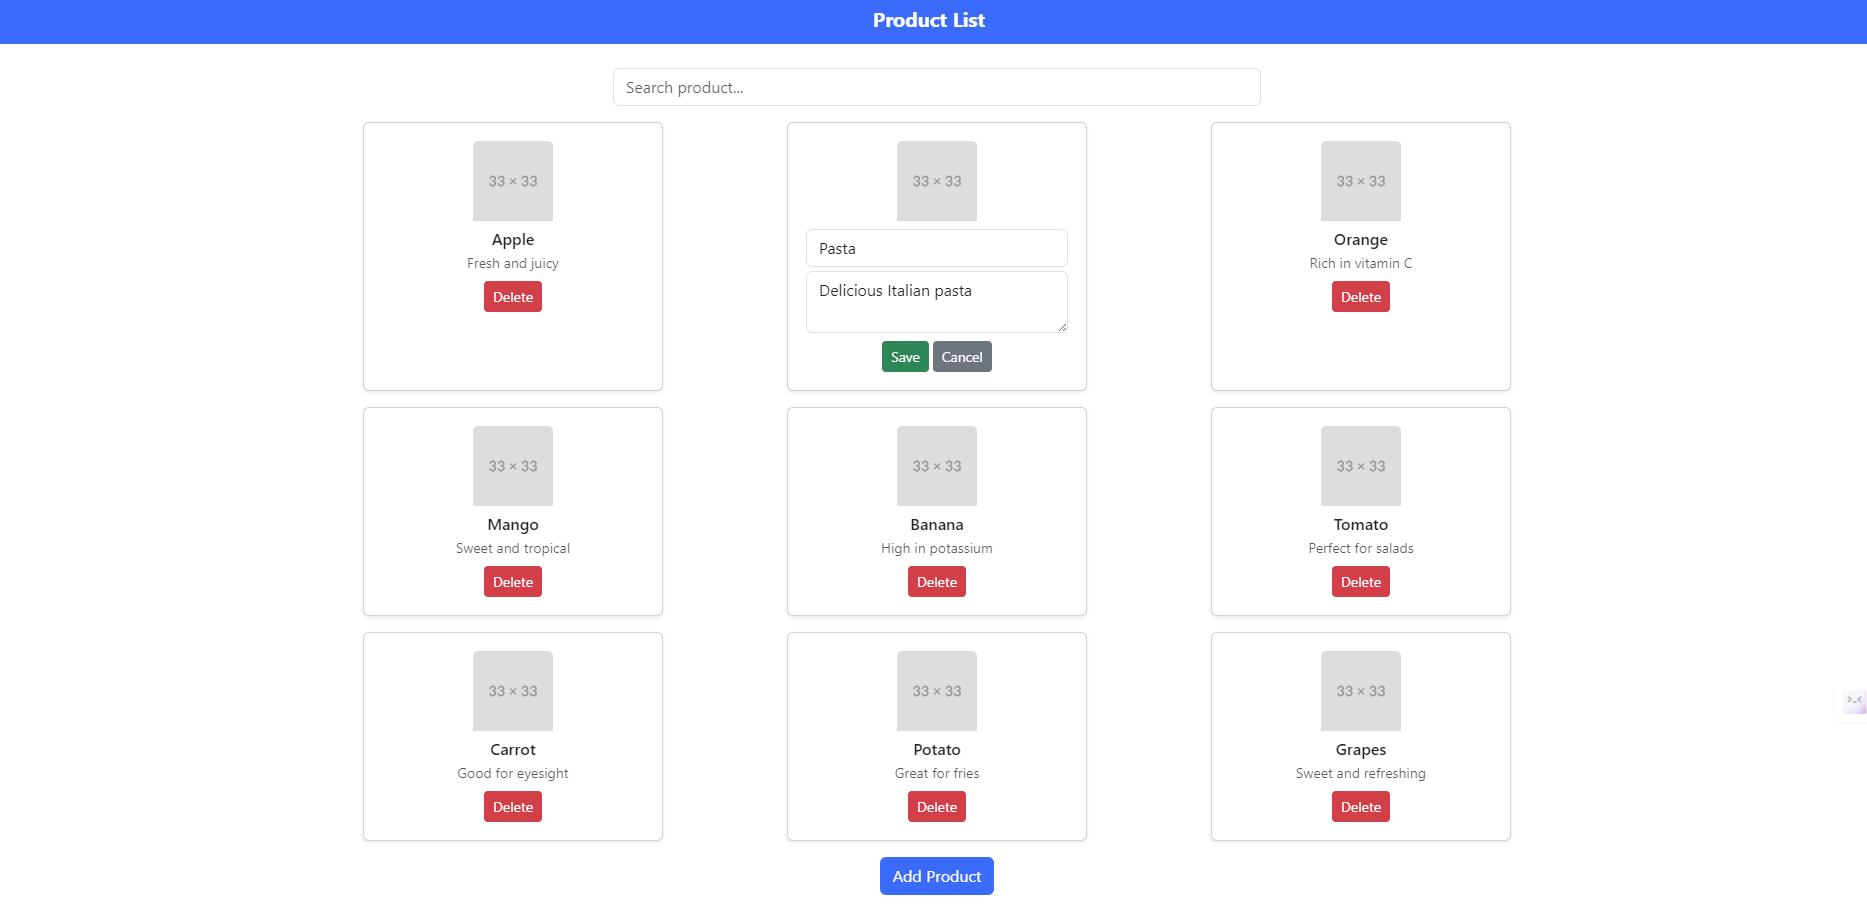 Product List
Search product...
33 × 33
Apple
Fresh and juicy
Delete
33 × 33
Pasta
Delicious Italian pasta
Save Cancel
33 × 33
Orange
Rich in vitamin C
Delete
33 × 33
Mango
Sweet and tropical
Delete
33 × 33
Banana
High in potassium
Delete
33 × 33
Tomato
Perfect for salads
Delete
33 × 33
Carrot
Good for eyesight
Delete
33 × 33
Potato
Great for fries
Delete
33 × 33
Grapes
Sweet and refreshing
Delete
Add Product